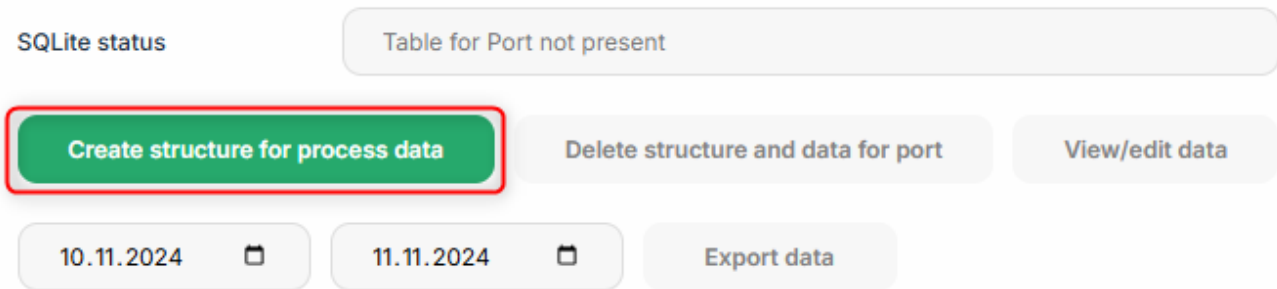 SQLite status Table for Port not present
Create structure for process data Delete structure and data for port View/edit data
10.11.2024 11.11.2024 Export data